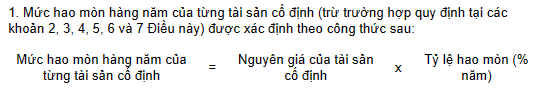 1. Mức hao mòn hàng năm của từng tài sản cố định (trừ trường hợp quy định tại các
khoản 2, 3, 4, 5, 6 và 7 Điều này) được xác định theo công thức sau:
Mức hao mòn hàng năm của
từng tài sản cố định
=
Nguyên giá của tài sản
cố định
x
Tỷ lệ hao mòn (%
năm)